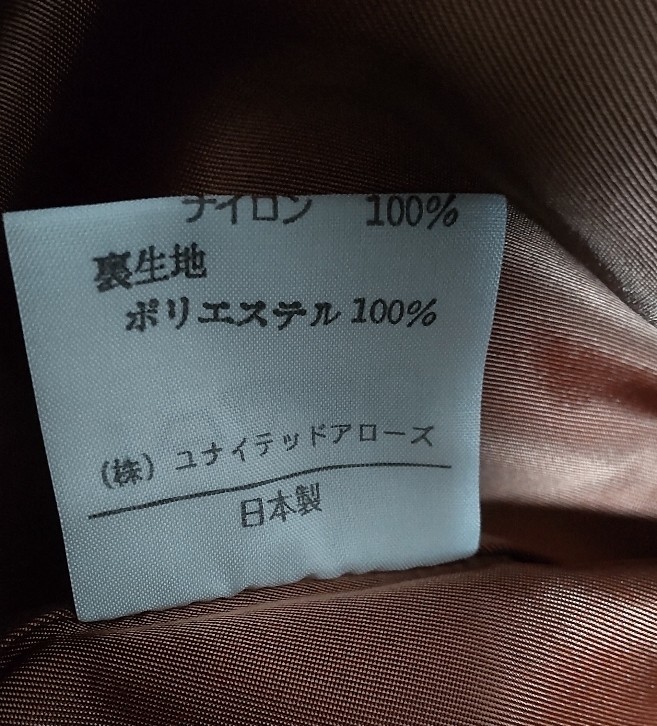 ナイロン 100%
裏生地
ポリエステル 100%
(株) ユナイテッドアローズ
日本製